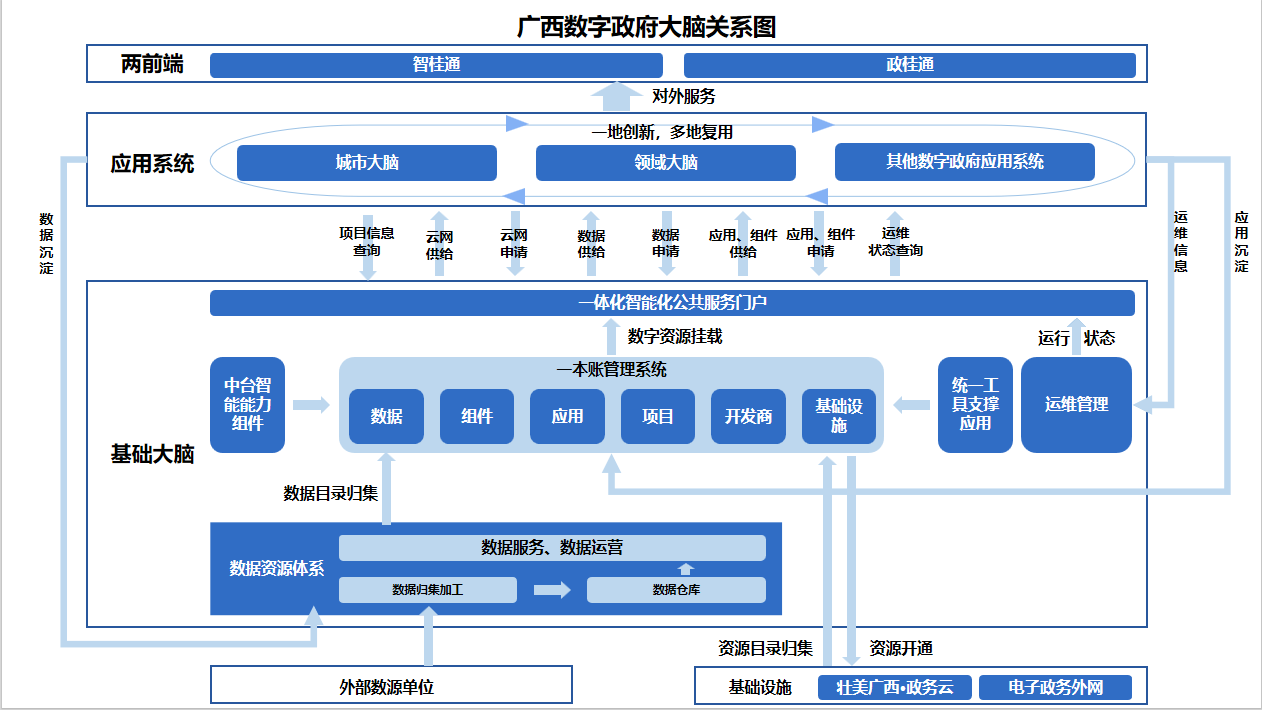 广西数字政府大脑关系图
两前端
智桂通
政桂通
对外服务
应用系统
一地创新，多地复用
城市大脑
领域大脑
其他数字政府应用系统
数据沉淀
项目信息
查询
云网
供给
云网
申请
数据
供给
数据
申请
应用、组件
供给
应用、组件
申请
运维
状态查询
运维信息
应用沉淀
基础大脑
一体化智能化公共服务门户
数字资源挂载
运行
状态
中台智
能能力
组件
一本账管理系统
数据
组件
应用
项目
开发商
基础设
施
统一工
具支撑
应用
运维管理
数据目录归集
数据资源体系
数据服务、数据运营
数据归集加工
数据仓库
资源目录归集
资源开通
外部数源单位
基础设施
壮美广西·政务云
电子政务外网